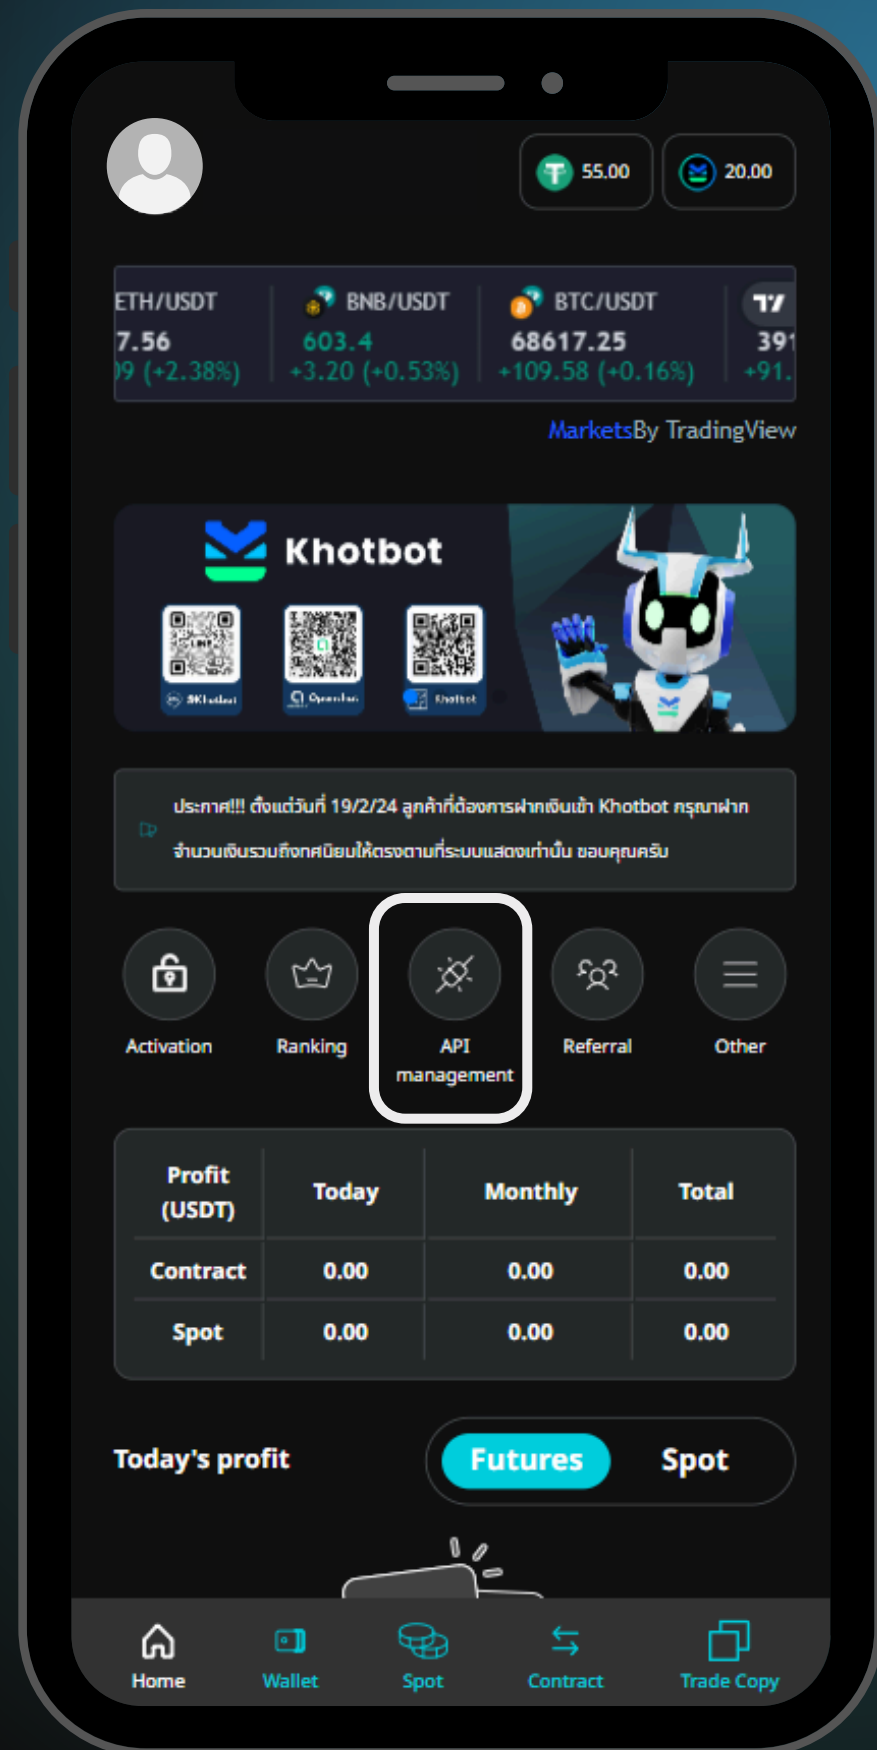 55.00
20.00
ETH/USDT
BNB/USDT
BTC/USDT
7.56
603.4
68617.25
391
09 (+2.38%)
+3.20 (+0.53%)
+109.58 (+0.16%)
+91.
MarketsBy TradingView
Khotbot
Khotbot
ประกาศ!!! ตั้งแต่วันที่ 19/2/24 ลูกค้าที่ต้องการฝากเงินเข้า Khotbot กรุณาฝาก
จำนวนเงินรวมถึงทศนิยมให้ตรงตามที่ระบบแสดงเท่านั้น ขอบคุณครับ
Activation
Ranking
API
management
Referral
Other
Profit
(USDT)
Today
Monthly
Total
Contract
0.00
0.00
0.00
Spot
0.00
0.00
0.00
Today's profit
Futures
Spot
Home
Wallet
Spot
Contract
Trade Copy